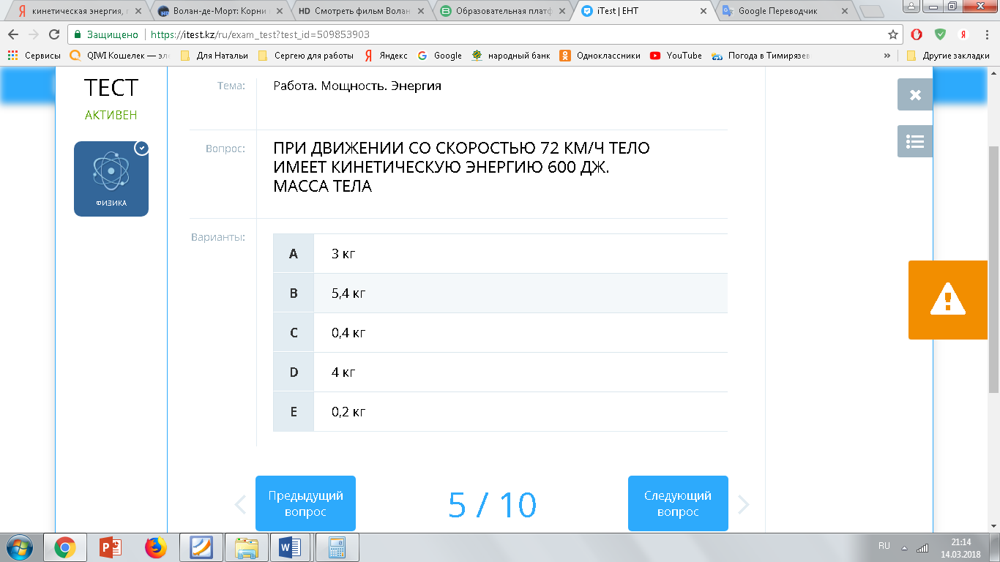 кинетическая энергия, п
Волан-де-Морт: Корни
HD Смотреть фильм Волан
Образовательная платф
iTest | ЕНТ
Google Переводчик
Защищено https://itest.kz/ru/exam_test?test_id=509853903
Сервисы QIWI Кошелек — эле Для Натальи Сергею для работы Яндекс Google народный банк Одноклассники YouTube Погода в Тимирязев » Другие закладки
ТЕСТ
АКТИВЕН
ФИЗИКА
Тема: Работа. Мощность. Энергия
Вопрос: ПРИ ДВИЖЕНИИ СО СКОРОСТЬЮ 72 КМ/Ч ТЕЛО
ИМЕЕТ КИНЕТИЧЕСКУЮ ЭНЕРГИЮ 600 ДЖ.
МАССА ТЕЛА
Варианты:
A 3 кг
B 5,4 кг
C 0,4 кг
D 4 кг
E 0,2 кг
Предыдущий
вопрос
5 / 10
Следующий
вопрос
RU
21:14
14.03.2018